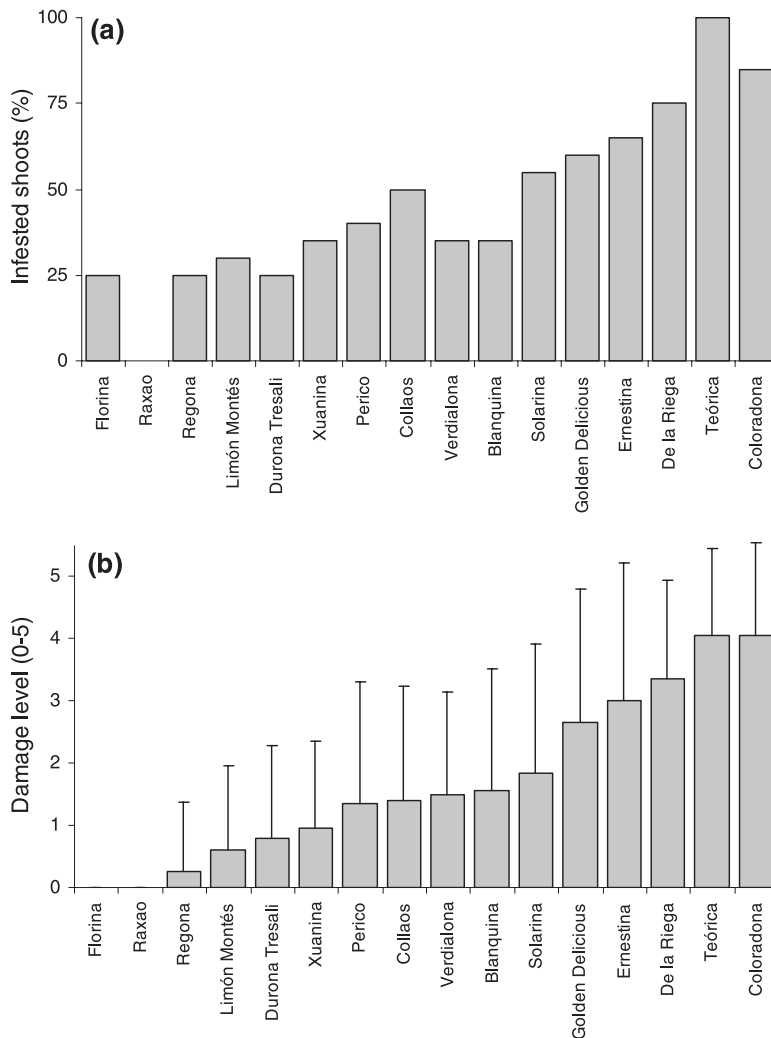 (a)
Infested shoots (%)
100
75
50
25
0
Florina
Raxao
Regona
Limón Montés
Durona Tresali
Xuanina
Perico
Collaos
Verdialona
Blanquina
Solarina
Golden Delicious
Ernestina
De la Riega
Teórica
Coloradona
(b)
Damage level (0-5)
5
4
3
2
1
0
Florina
Raxao
Regona
Limón Montés
Durona Tresali
Xuanina
Perico
Collaos
Verdialona
Blanquina
Solarina
Golden Delicious
Ernestina
De la Riega
Teórica
Coloradona